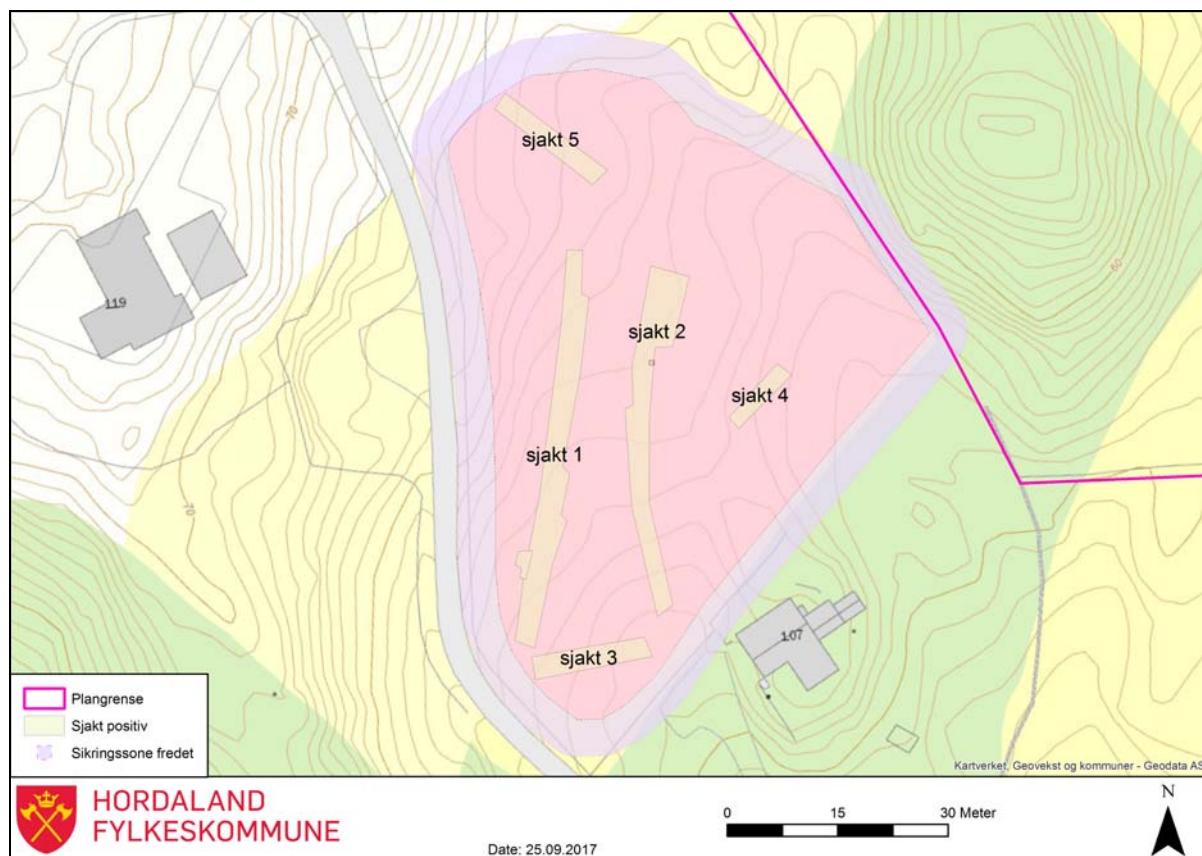 sjakt 5
70
119
sjakt 2
60
sjakt 4
sjakt 1
70
107
sjakt 3
Plangrense
Sjakt positiv
Sikringssone fredet
Kartverket, Geovekst og kommuner - Geodata AS
HORDALAND
FYLKESKOMMUNE
0 15 30 Meter
N
Date: 25.09.2017